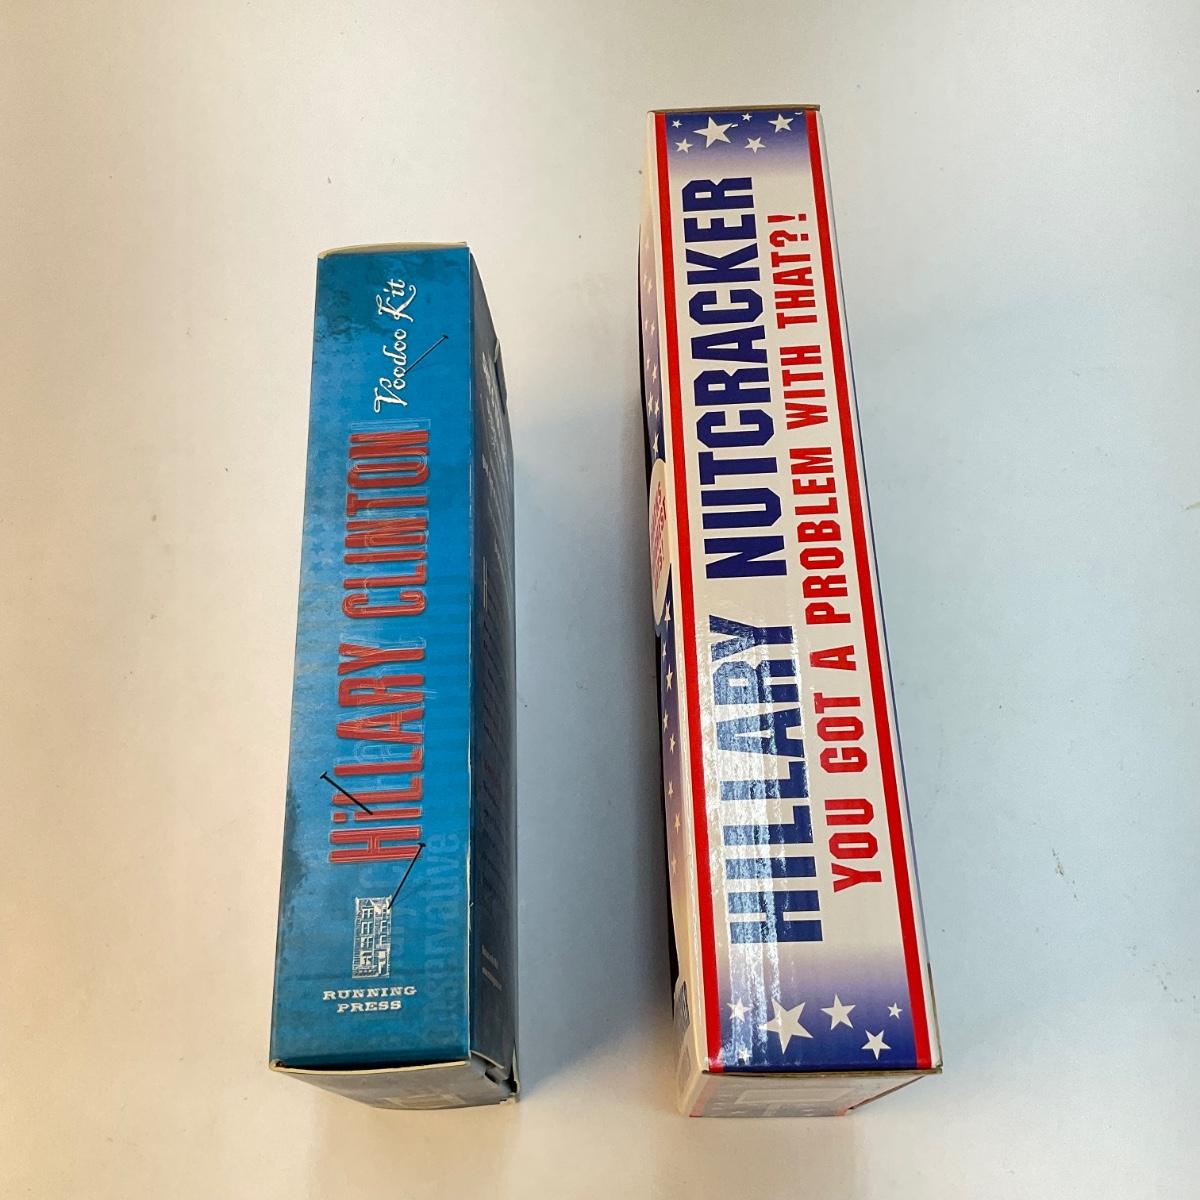 HiLLARY CLINTON Voodoo Kit
RUNNING
PRESS
HILLARY NUTCRACKER
YOU GOT A PROBLEM WITH THAT?!